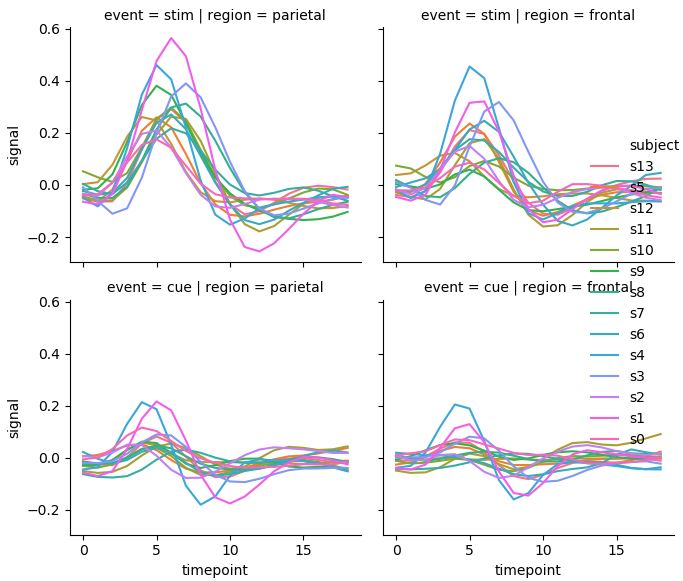 event = stim | region = parietal
event = stim | region = frontal
0.6
0.4
0.2
0.0
−0.2
signal
subject
s13
s5
s12
s11
s10
s9
s8
s7
s6
s4
s3
s2
s1
s0
event = cue | region = parietal
event = cue | region = frontal
0.6
0.4
0.2
0.0
−0.2
signal
0
5
10
15
0
5
10
15
timepoint
timepoint